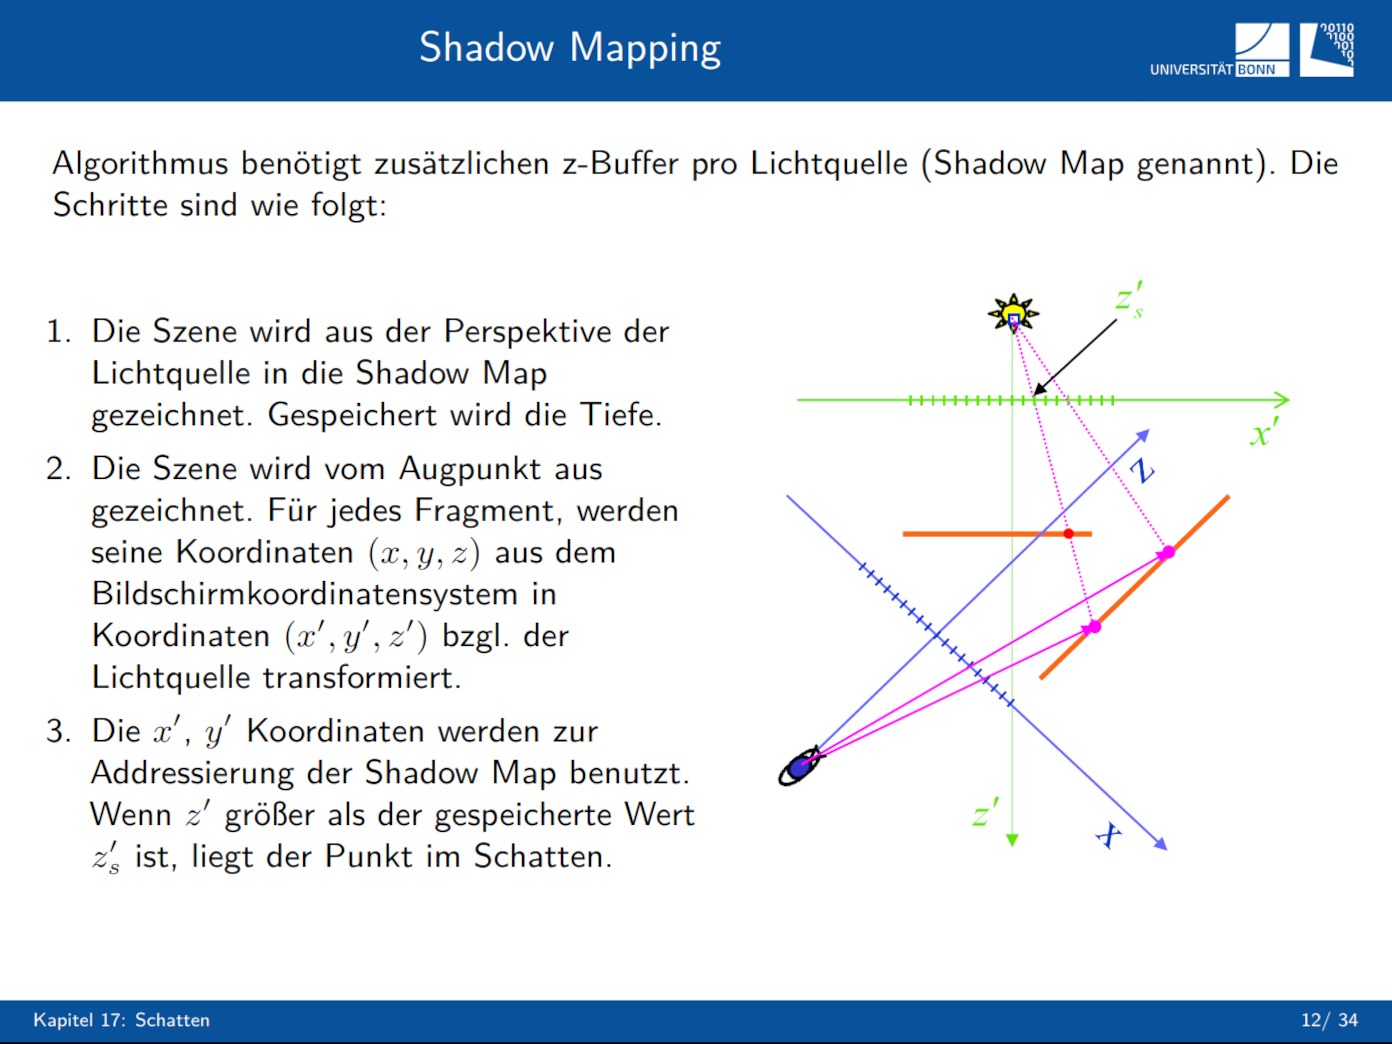 Shadow Mapping
UNIVERSITÄT BONN
00110
0100
001
10
Algorithmus benötigt zusätzlichen z-Buffer pro Lichtquelle (Shadow Map genannt). Die
Schritte sind wie folgt:
1. Die Szene wird aus der Perspektive der
Lichtquelle in die Shadow Map
gezeichnet. Gespeichert wird die Tiefe.
2. Die Szene wird vom Augpunkt aus
gezeichnet. Für jedes Fragment, werden
seine Koordinaten (x, y, z) aus dem
Bildschirmkoordinatensystem in
Koordinaten (x′, y′, z′) bzgl. der
Lichtquelle transformiert.
3. Die x′, y′ Koordinaten werden zur
Addressierung der Shadow Map benutzt.
Wenn z′ größer als der gespeicherte Wert
z′ₛ ist, liegt der Punkt im Schatten.
z′ₛ
x′
z
z′
x
Kapitel 17: Schatten
12/ 34